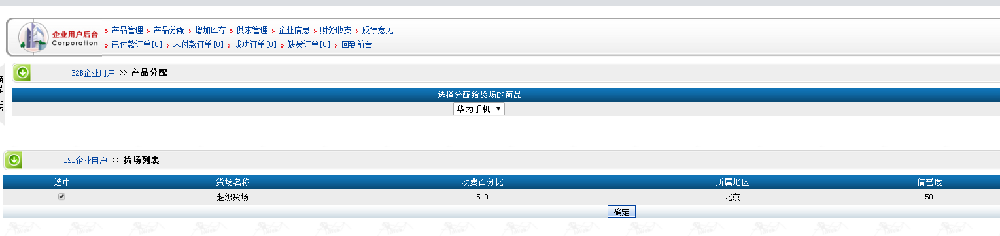 企业用户后台
Corporation
产品管理 产品分配 增加库存 供求管理 企业信息 财务收支 反馈意见
已付款订单[0] 未付款订单[0] 成功订单[0] 缺货订单[0] 回到前台
B2B企业用户 >> 产品分配
选择分配给货场的商品
华为手机
B2B企业用户 >> 货场列表
选中 货场名称 收费百分比 所属地区 信誉度
超级货场 5.0 北京 50
确定